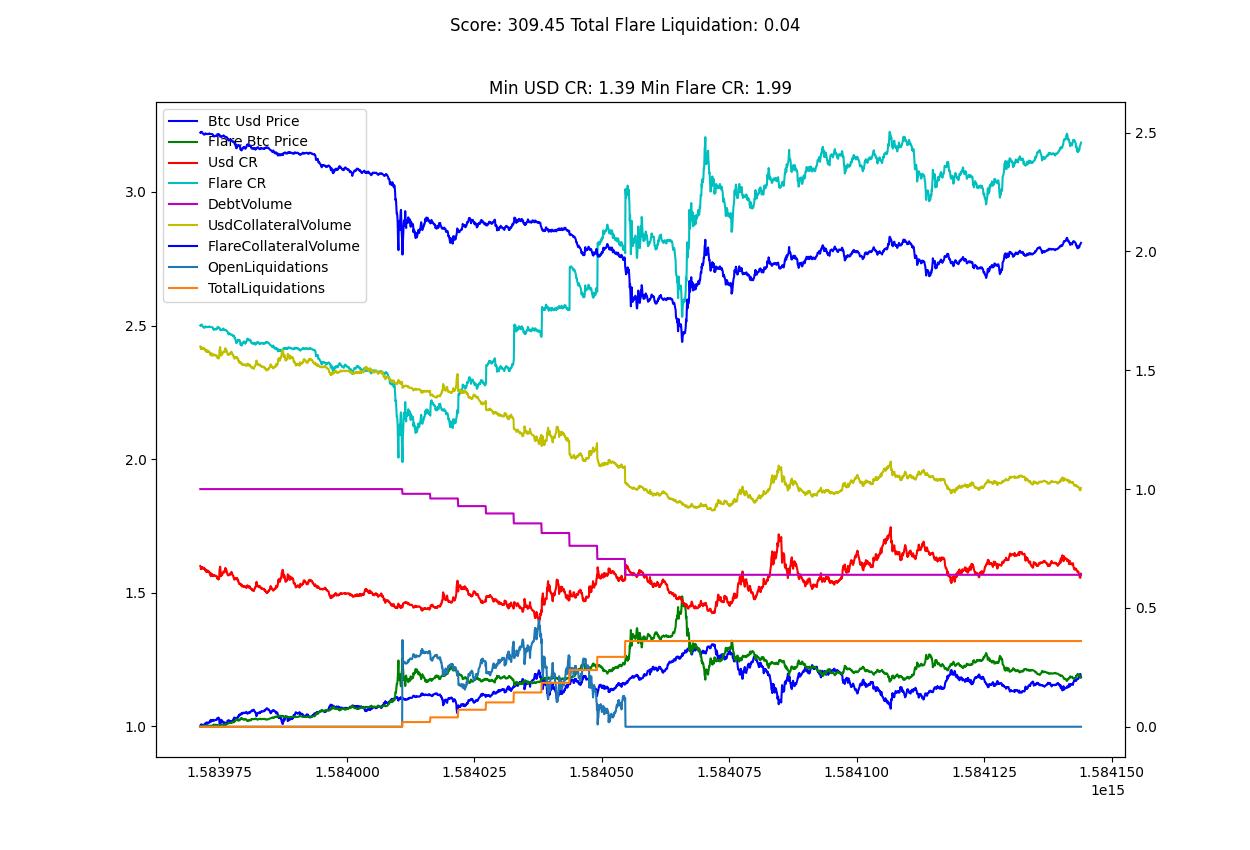 Score: 309.45 Total Flare Liquidation: 0.04
Min USD CR: 1.39 Min Flare CR: 1.99
Btc Usd Price
Flare Btc Price
Usd CR
Flare CR
DebtVolume
UsdCollateralVolume
FlareCollateralVolume
OpenLiquidations
TotalLiquidations
3.0
2.5
2.0
1.5
1.0
2.5
2.0
1.5
1.0
0.5
0.0
1.583975 1.584000 1.584025 1.584050 1.584075 1.584100 1.584125 1.584150
1e15